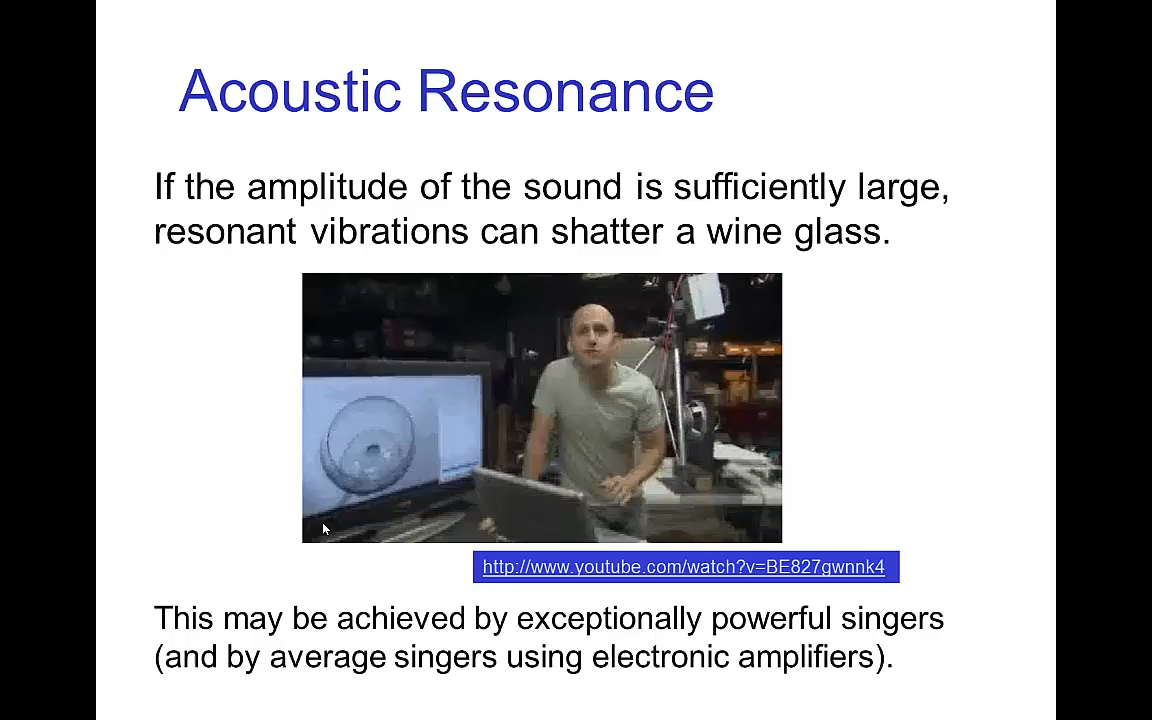 Acoustic Resonance
If the amplitude of the sound is sufficiently large,
resonant vibrations can shatter a wine glass.
http://www.youtube.com/watch?v=BE827gwnnk4
This may be achieved by exceptionally powerful singers
(and by average singers using electronic amplifiers).